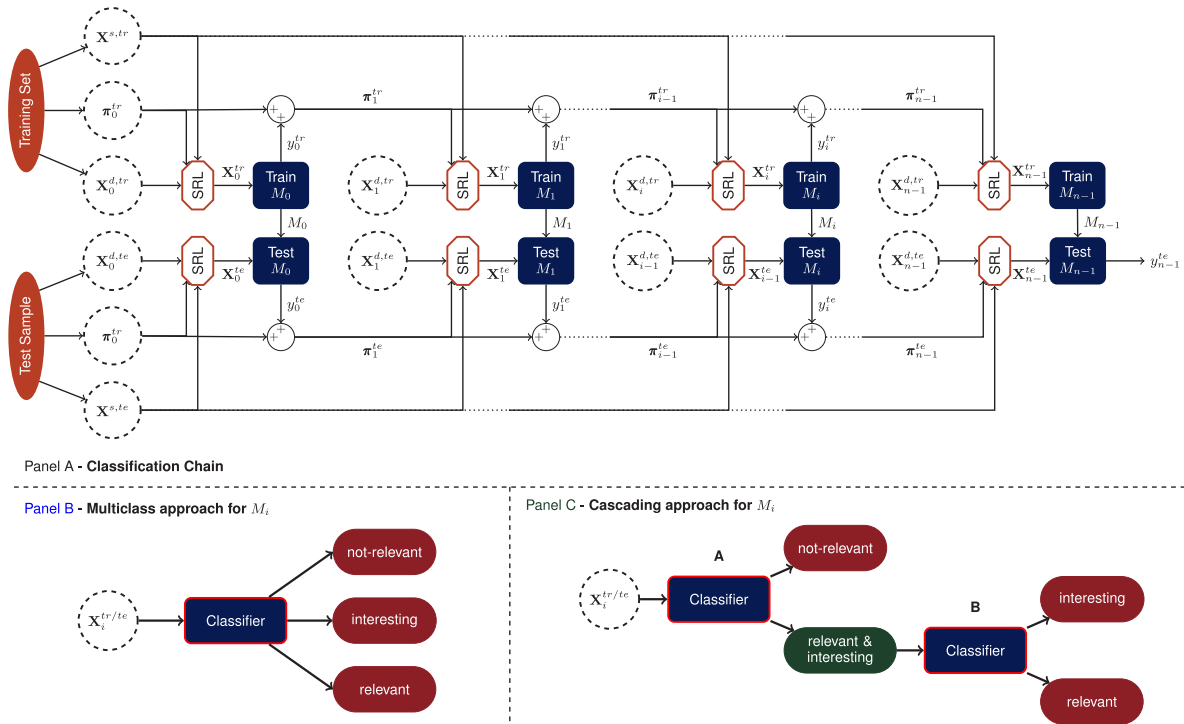 Training Set
X^{s,tr}
π_0^{tr}
X_0^{d,tr}
SRL
X_0^{tr}
Train
M_0
y_0^{tr}
M_0
π_1^{tr}
X_1^{d,tr}
SRL
X_1^{tr}
Train
M_1
y_1^{tr}
M_1
π_{i-1}^{tr}
X_i^{d,tr}
SRL
X_i^{tr}
Train
M_i
y_i^{tr}
M_i
π_{n-1}^{tr}
X_{n-1}^{d,tr}
SRL
X_{n-1}^{tr}
Train
M_{n-1}
M_{n-1}
Test Sample
X_0^{d,te}
π_0^{tr}
X^{s,te}
SRL
X_0^{te}
Test
M_0
y_0^{te}
π_1^{te}
X_1^{d,te}
SRL
X_1^{te}
Test
M_1
y_1^{te}
π_{i-1}^{te}
X_{i-1}^{d,te}
SRL
X_{i-1}^{te}
Test
M_i
y_i^{te}
π_{n-1}^{te}
X_{n-1}^{d,te}
SRL
X_{n-1}^{te}
Test
M_{n-1}
y_{n-1}^{te}
Panel A - Classification Chain
Panel B - Multiclass approach for M_i
X_i^{tr/te}
Classifier
not-relevant
interesting
relevant
Panel C - Cascading approach for M_i
X_i^{tr/te}
A
Classifier
not-relevant
relevant &
interesting
B
Classifier
interesting
relevant